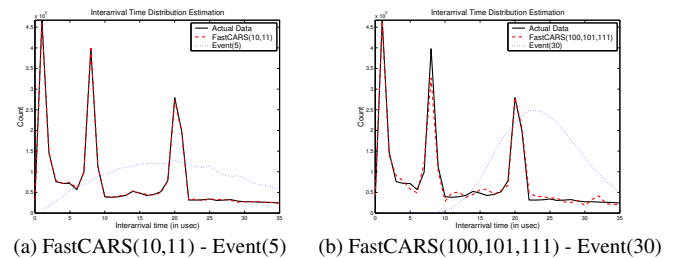 Interarrival Time Distribution Estimation
x 10⁵
Count
4.5
4
3.5
3
2.5
2
1.5
1
0.5
0
0 5 10 15 20 25 30 35
Interarrival time (in usec)
Actual Data
FastCARS(10,11)
Event(5)
(a) FastCARS(10,11) - Event(5)
Interarrival Time Distribution Estimation
x 10⁵
Count
4.5
4
3.5
3
2.5
2
1.5
1
0.5
0
0 5 10 15 20 25 30 35
Interarrival time (in usec)
Actual Data
FastCARS(100,101,111)
Event(30)
(b) FastCARS(100,101,111) - Event(30)